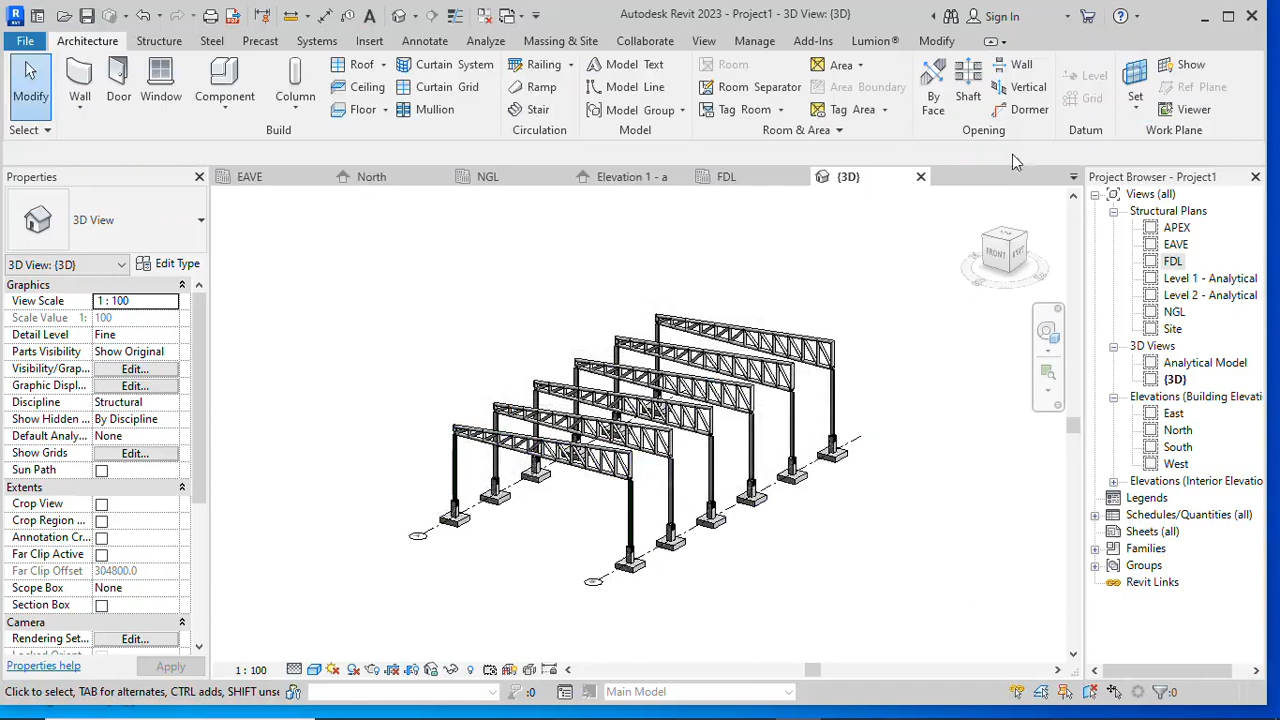 Autodesk Revit 2023 - Project1 - 3D View: {3D}
Sign In
File Architecture Structure Steel Precast Systems Insert Annotate Analyze Massing & Site Collaborate View Manage Add-Ins Lumion® Modify
Modify
Wall
Door
Window
Component
Column
Roof
Ceiling
Floor
Curtain System
Curtain Grid
Mullion
Railing
Ramp
Stair
Model Text
Model Line
Model Group
Room
Room Separator
Tag Room
Area
Area Boundary
Tag Area
By
Face
Shaft
Wall
Vertical
Dormer
Level
Grid
Set
Show
Ref Plane
Viewer
Select Build Circulation Model Room & Area Opening Datum Work Plane
Properties
EAVE North NGL Elevation 1 - a FDL {3D}
Project Browser - Project1
3D View
3D View: {3D} Edit Type
Graphics
View Scale 1 : 100
Scale Value 1: 100
Detail Level Fine
Parts Visibility Show Original
Visibility/Grap... Edit...
Graphic Displ... Edit...
Discipline Structural
Show Hidden By Discipline
Default Analy... None
Show Grids Edit...
Sun Path
Extents
Crop View
Crop Region ...
Annotation Cr...
Far Clip Active
Far Clip Offset 304800.0
Scope Box None
Section Box
Camera
Rendering Set... Edit...
Properties help Apply
FRONT
Views (all)
Structural Plans
APEX
EAVE
FDL
Level 1 - Analytical
Level 2 - Analytical
NGL
Site
3D Views
Analytical Model
{3D}
Elevations (Building Elevati
East
North
South
West
Elevations (Interior Elevatio
Legends
Schedules/Quantities (all)
Sheets (all)
Families
Groups
Revit Links
1 : 100
Click to select, TAB for alternates, CTRL adds, SHIFT unse
:0
Main Model
:0